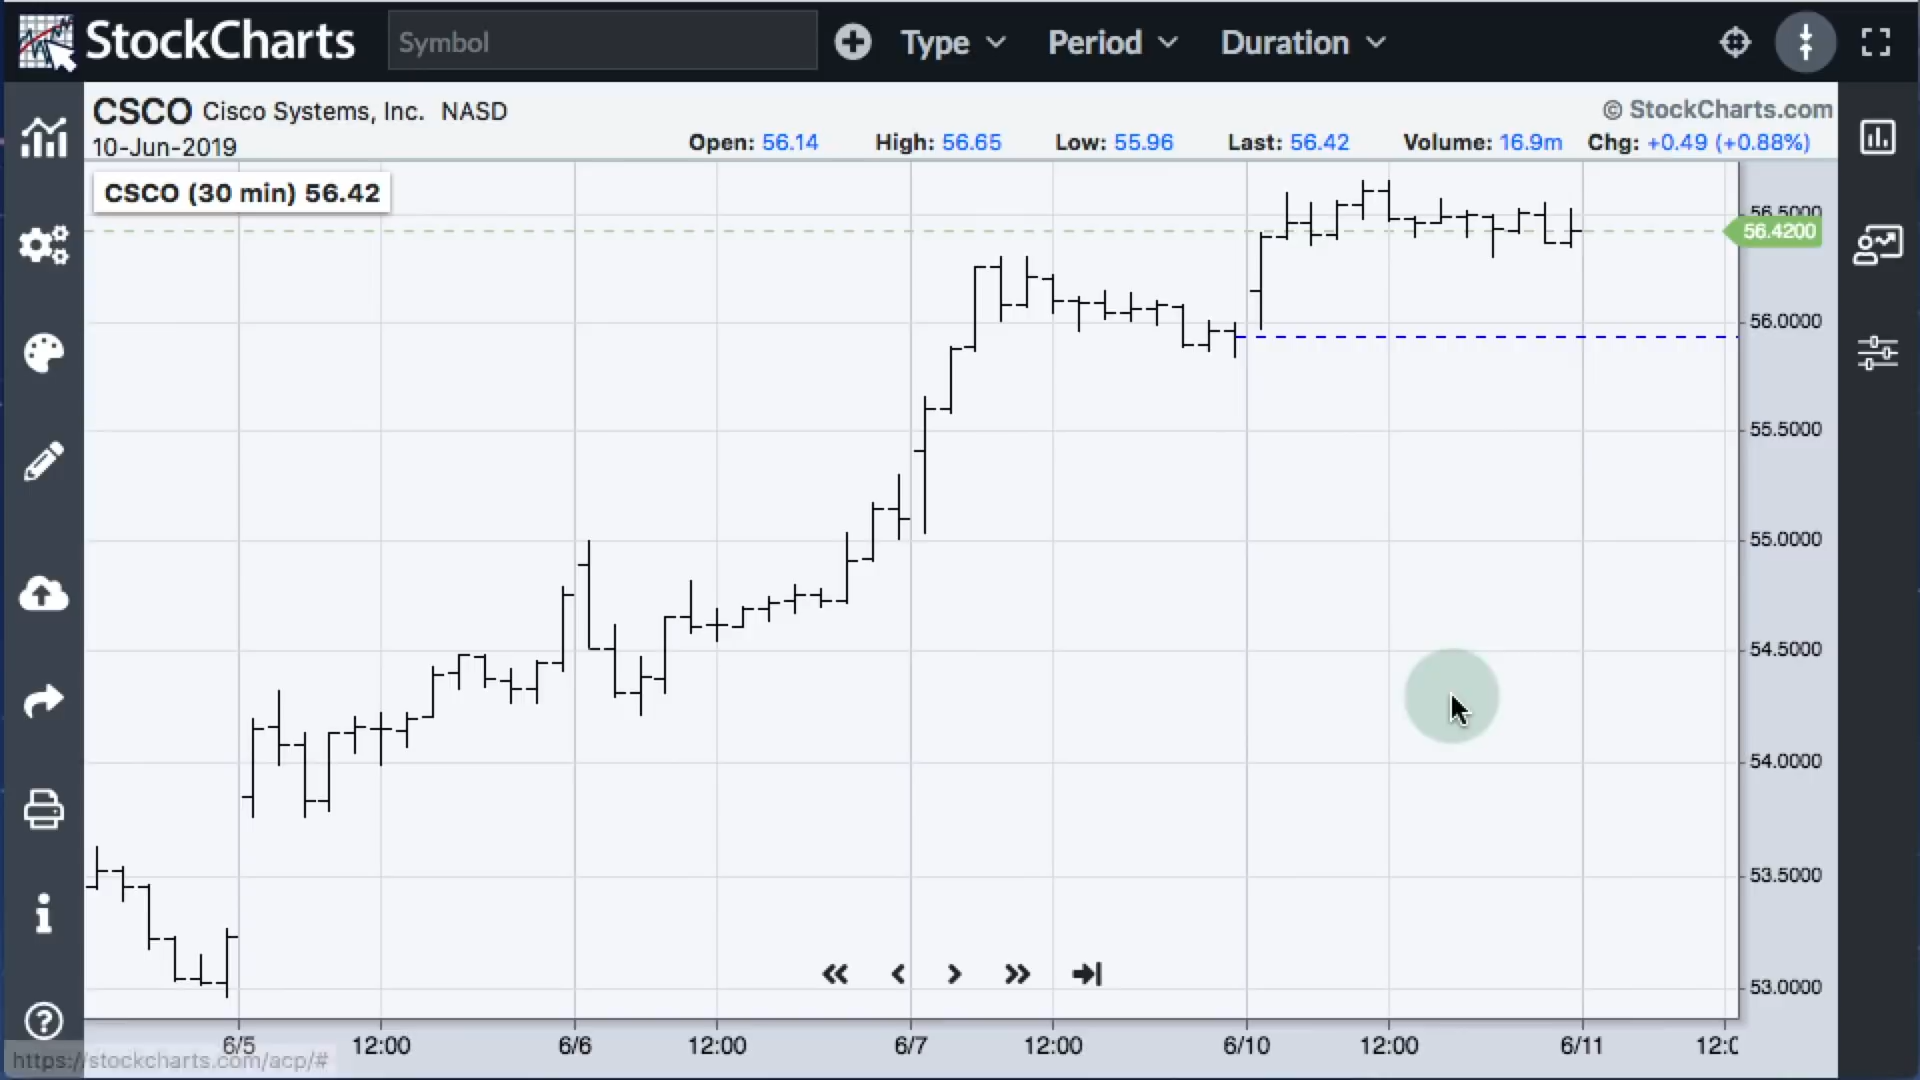 StockCharts
Symbol
Type
Period
Duration
CSCO Cisco Systems, Inc. NASD
© StockCharts.com
10-Jun-2019
Open: 56.14 High: 56.65 Low: 55.96 Last: 56.42 Volume: 16.9m Chg: +0.49 (+0.88%)
CSCO (30 min) 56.42
56.5000
56.4200
56.0000
55.5000
55.0000
54.5000
54.0000
53.5000
53.0000
6/5 12:00 6/6 12:00 6/7 12:00 6/10 12:00 6/11
https://stockcharts.com/acp/#